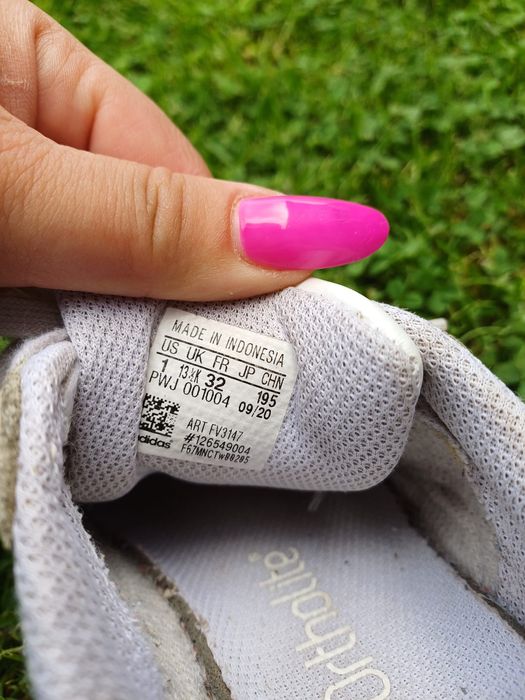 MADE IN INDONESIA
US UK FR JP CHN
1 13½K 32 195
PWJ 001004 09/20
ART FV3147
#126549004
adidas F67MNCTw00205
Ortholite®